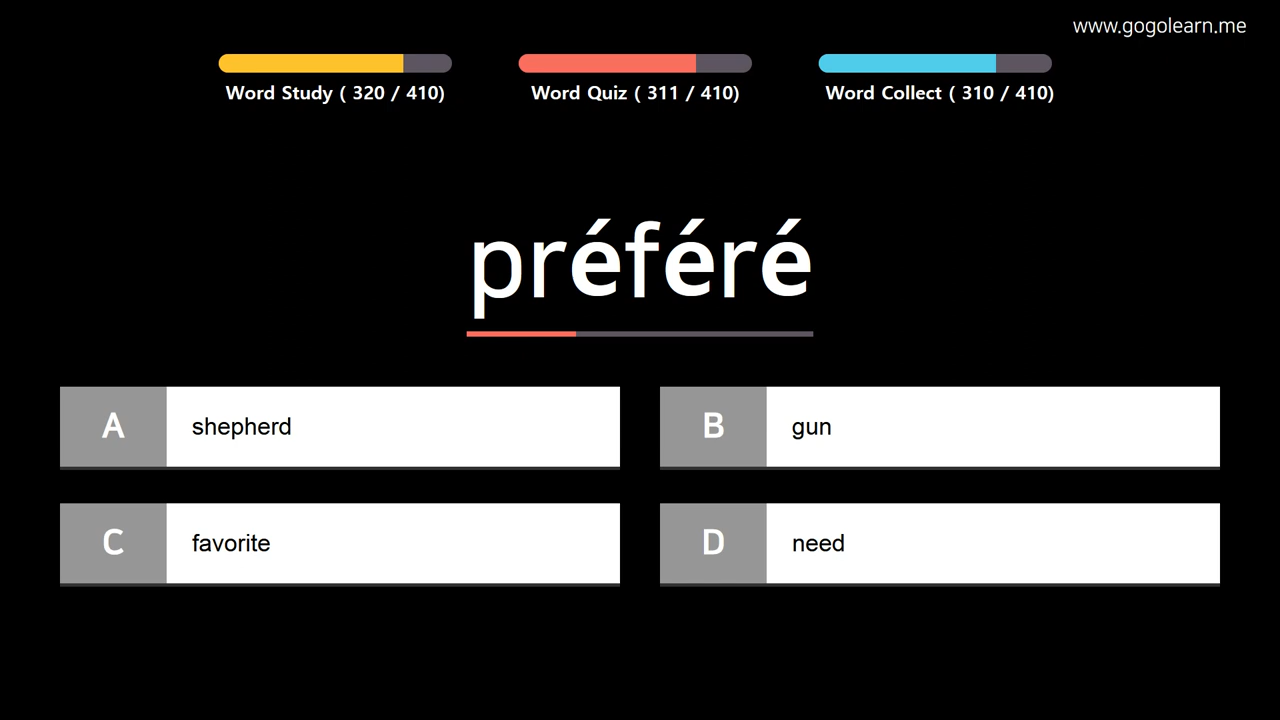 www.gogolearn.me
Word Study ( 320 / 410)
Word Quiz ( 311 / 410)
Word Collect ( 310 / 410)
préféré
A shepherd
B gun
C favorite
D need